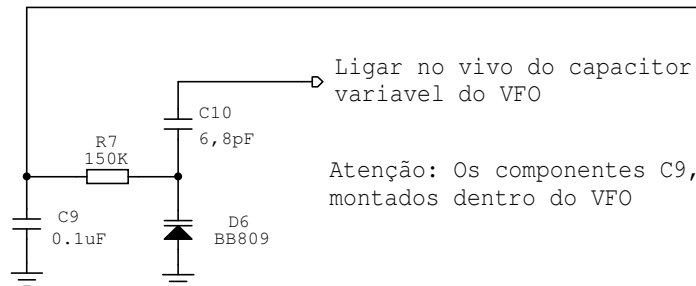 Ligar no vivo do capacitor
variavel do VFO
C10
6,8pF
R7
150K
Atenção: Os componentes C9,
montados dentro do VFO
C9
0.1uF
D6
BB809